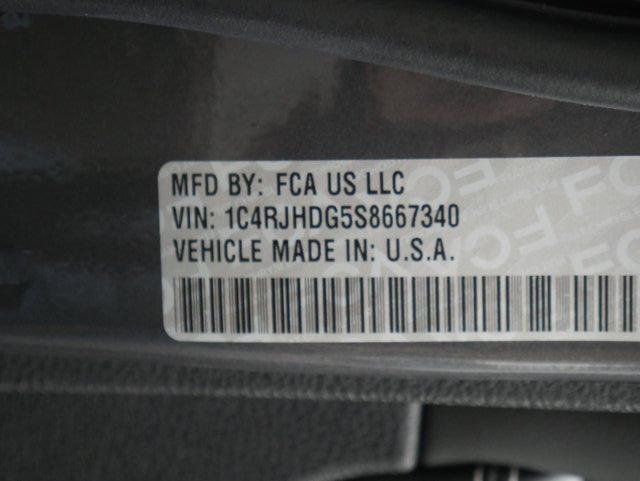 MFD BY: FCA US LLC
VIN: 1C4RJHDG5S8667340
VEHICLE MADE IN: U.S.A.